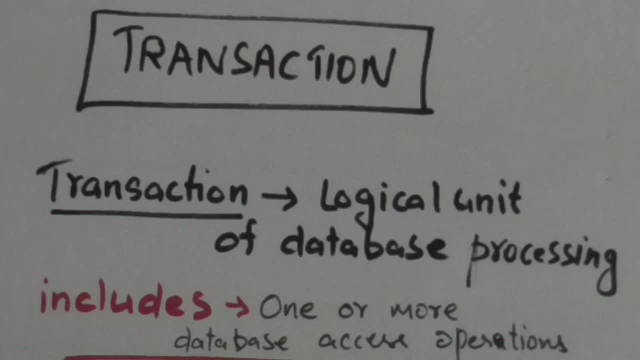 TRANSACTION
Transaction → Logical unit
of database processing
includes → One or more
database access operations